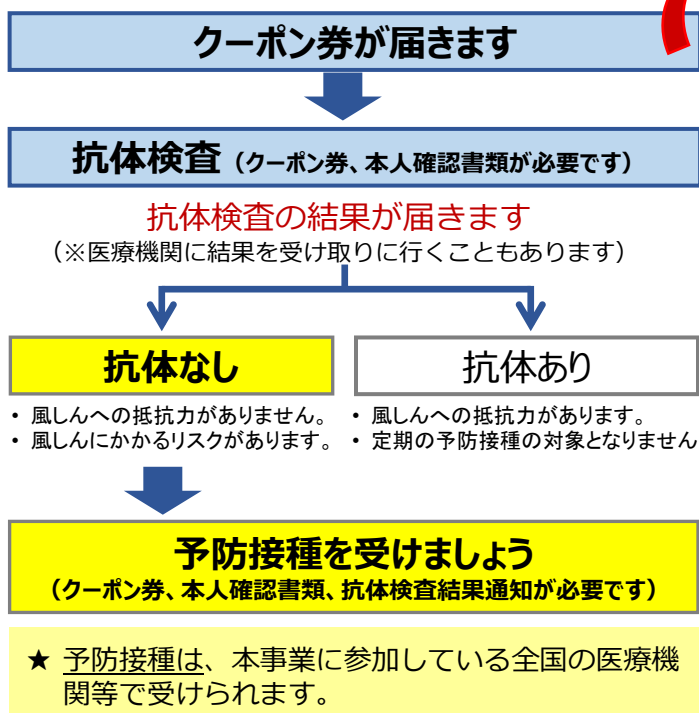 クーポン券が届きます
抗体検査（クーポン券、本人確認書類が必要です）
抗体検査の結果が届きます
（※医療機関に結果を受け取りに行くこともあります）
抗体なし
・風しんへの抵抗力がありません。
・風しんにかかるリスクがあります。
抗体あり
・風しんへの抵抗力があります。
・定期の予防接種の対象となりません
予防接種を受けましょう
（クーポン券、本人確認書類、抗体検査結果通知が必要です）
★ 予防接種は、本事業に参加している全国の医療機
関等で受けられます。